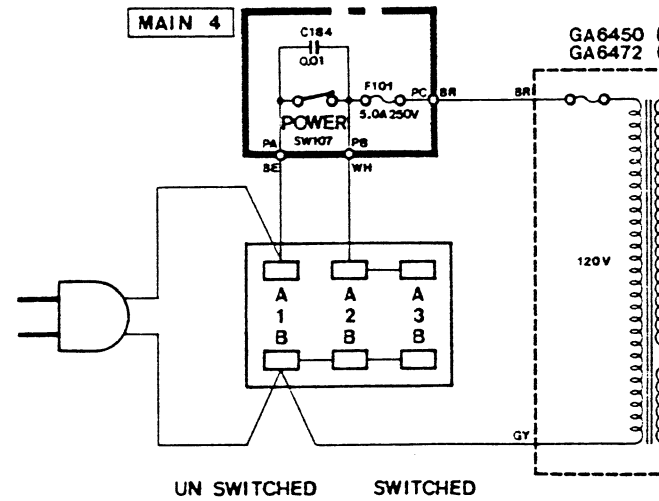 MAIN 4
C184
0.01
GA6450 (
GA6472 (
F101
PC
BR
BR
5.0A 250V
POWER
SW107
PA
PB
BE
WH
120V
A
A
A
1
2
3
B
B
B
GY
UN SWITCHED
SWITCHED